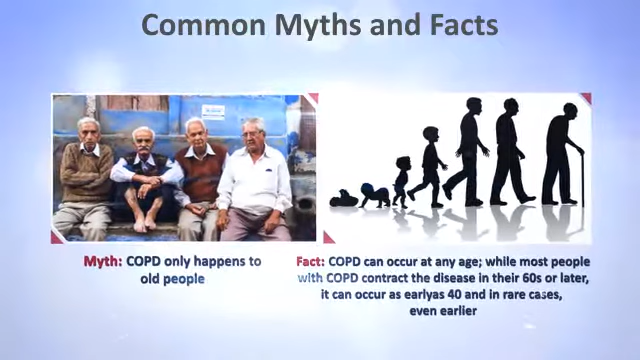 Common Myths and Facts
Myth: COPD only happens to
old people
Fact: COPD can occur at any age; while most people
with COPD contract the disease in their 60s or later,
it can occur as earlyas 40 and in rare cases,
even earlier